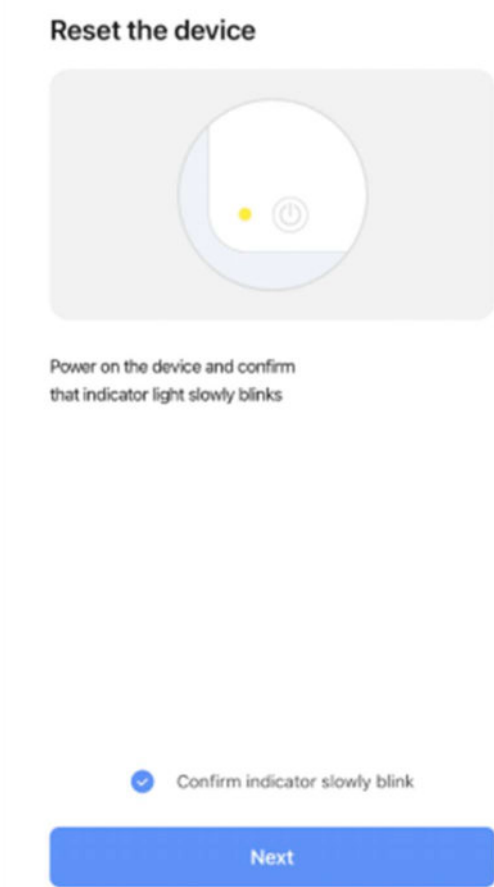 Reset the device
Power on the device and confirm
that indicator light slowly blinks
Confirm indicator slowly blink
Next